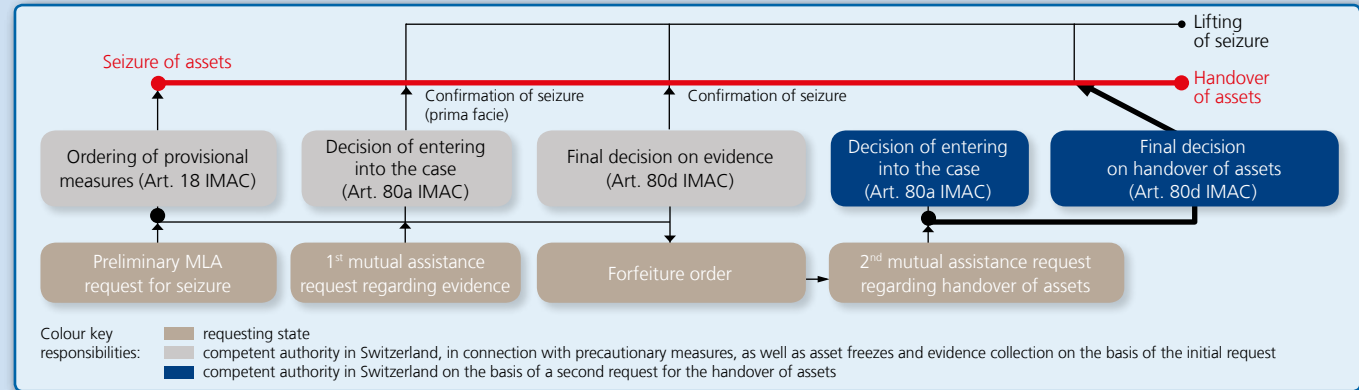 Lifting
of seizure
Seizure of assets
Handover
of assets
Confirmation of seizure
(prima facie)
Confirmation of seizure
Ordering of provisional
measures (Art. 18 IMAC)
Decision of entering
into the case
(Art. 80a IMAC)
Final decision on evidence
(Art. 80d IMAC)
Decision of entering
into the case
(Art. 80a IMAC)
Final decision
on handover of assets
(Art. 80d IMAC)
Preliminary MLA
request for seizure
1st mutual assistance
request regarding evidence
Forfeiture order
2nd mutual assistance request
regarding handover of assets
Colour key
responsibilities:
requesting state
competent authority in Switzerland, in connection with precautionary measures, as well as asset freezes and evidence collection on the basis of the initial request
competent authority in Switzerland on the basis of a second request for the handover of assets